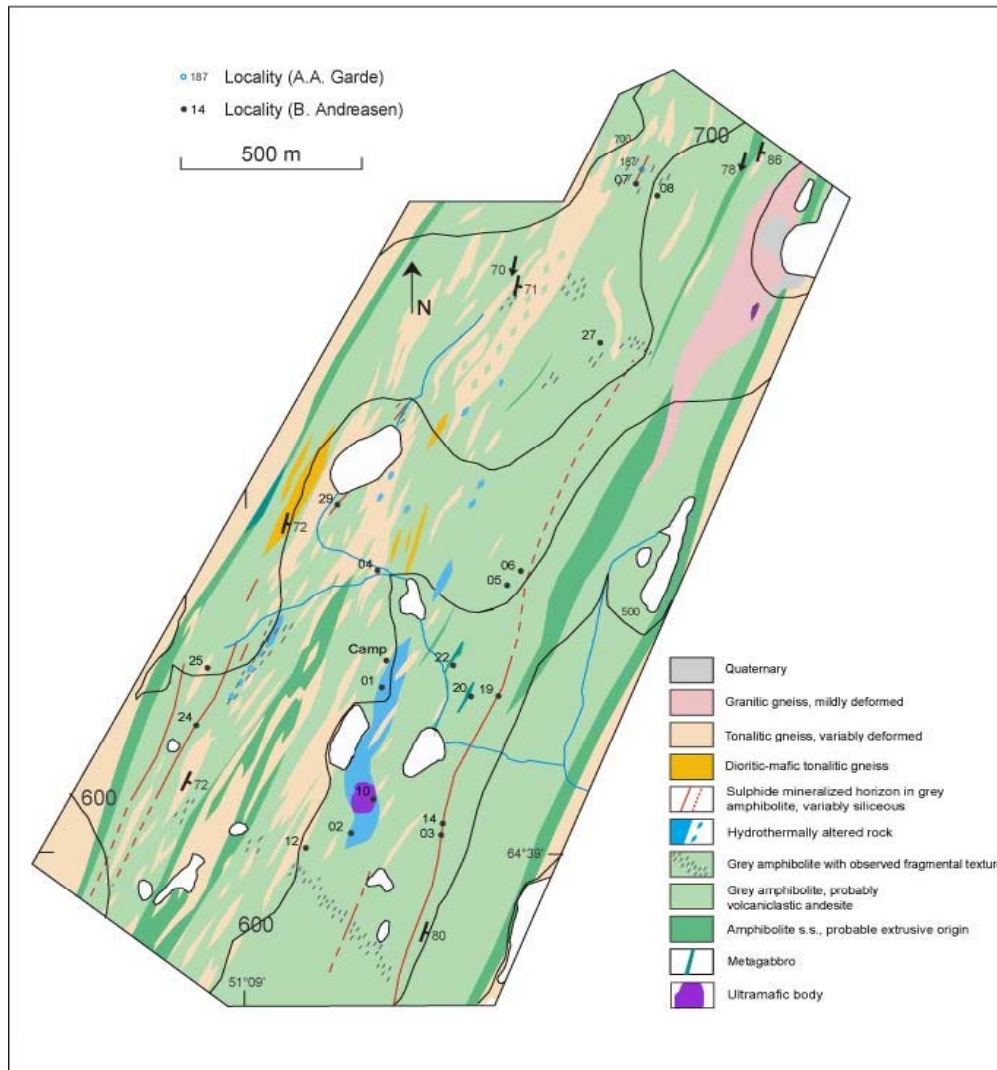 187 Locality (A.A. Garde)
14 Locality (B. Andreasen)
500 m
700
700
187
07
08
78
86
70
71
N
27
29
72
04
06
05
500
Camp
25
22
01
20
19
24
72
600
10
14
02
03
12
64°39'
600
80
51°09'
Quaternary
Granitic gneiss, mildly deformed
Tonalitic gneiss, variably deformed
Dioritic-mafic tonalitic gneiss
Sulphide mineralized horizon in grey
amphibolite, variably siliceous
Hydrothermally altered rock
Grey amphibolite with observed fragmental texture
Grey amphibolite, probably
volcaniclastic andesite
Amphibolite s.s., probable extrusive origin
Metagabbro
Ultramafic body